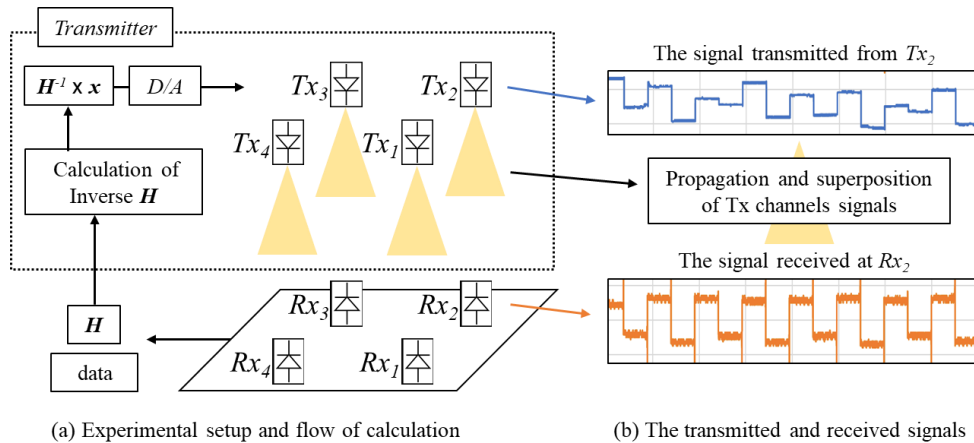 Transmitter
H-1 x x
D/A
Calculation of
Inverse H
H
data
Tx3
Tx2
Tx4
Tx1
Rx3
Rx2
Rx4
Rx1
(a) Experimental setup and flow of calculation
The signal transmitted from Tx2
Propagation and superposition
of Tx channels signals
The signal received at Rx2
(b) The transmitted and received signals